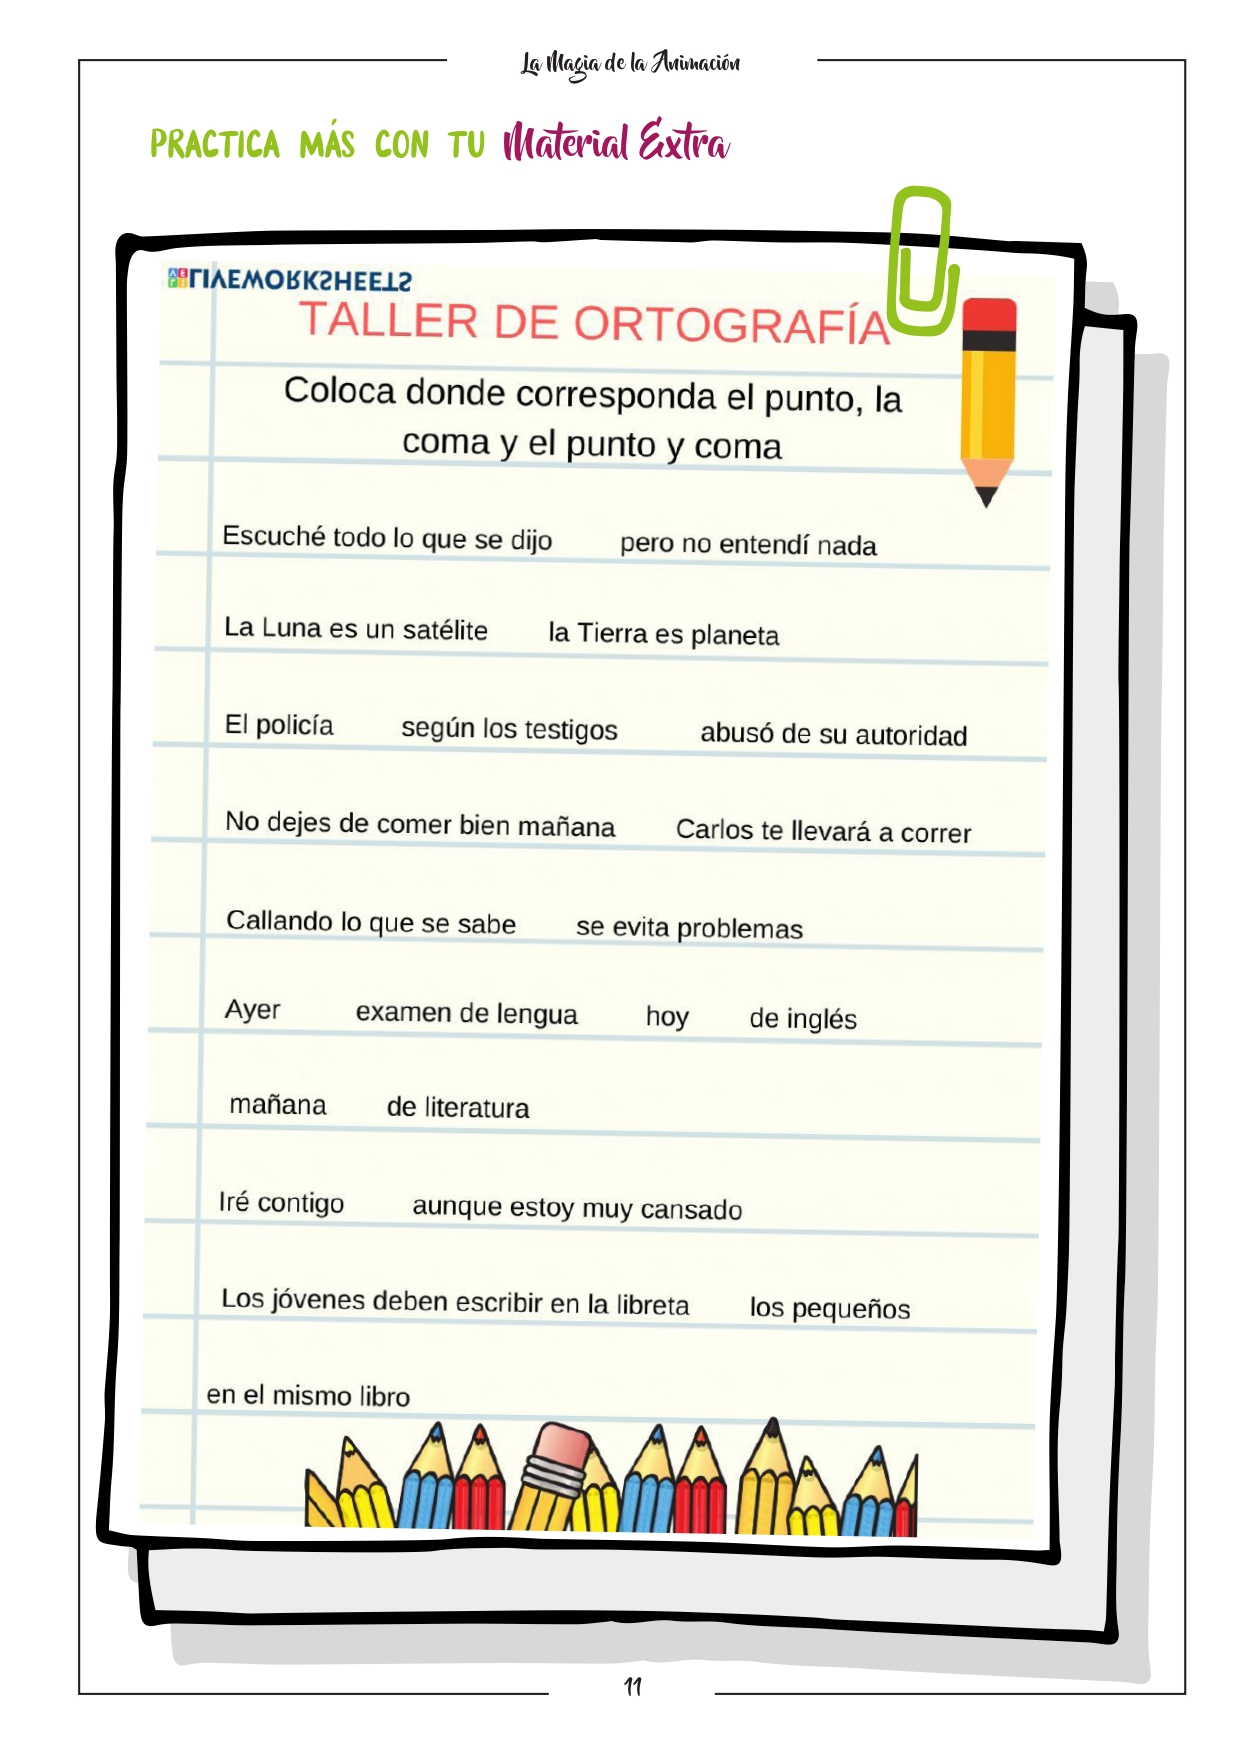 La Magia de la Animación
PRACTICA MÁS CON TU Material Extra
LIVEWORKSHEETS
TALLER DE ORTOGRAFÍA
Coloca donde corresponda el punto, la
coma y el punto y coma
Escuché todo lo que se dijo pero no entendí nada
La Luna es un satélite la Tierra es planeta
El policía según los testigos abusó de su autoridad
No dejes de comer bien mañana Carlos te llevará a correr
Callando lo que se sabe se evita problemas
Ayer examen de lengua hoy de inglés
mañana de literatura
Iré contigo aunque estoy muy cansado
Los jóvenes deben escribir en la libreta los pequeños
en el mismo libro
11